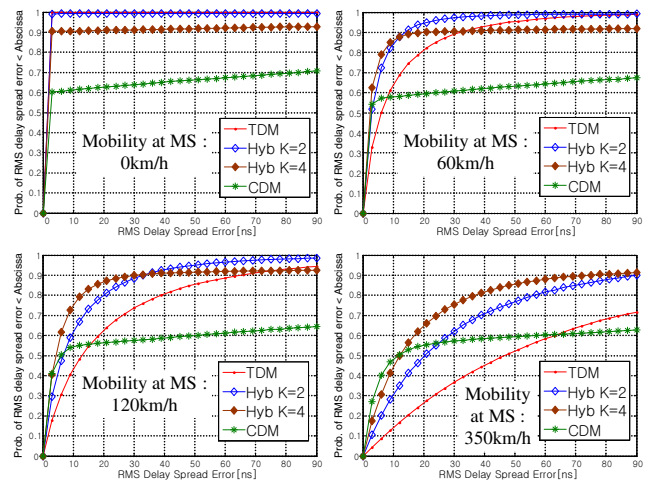 Prob. of RMS delay spread error < Abscissa
1
0.9
0.8
0.7
0.6
0.5
0.4
0.3
0.2
0.1
0
Mobility at MS :
0km/h
TDM
Hyb K=2
Hyb K=4
CDM
0 10 20 30 40 50 60 70 80 90
RMS Delay Spread Error[ns]
Prob. of RMS delay spread error < Abscissa
1
0.9
0.8
0.7
0.6
0.5
0.4
0.3
0.2
0.1
0
Mobility at MS :
60km/h
TDM
Hyb K=2
Hyb K=4
CDM
0 10 20 30 40 50 60 70 80 90
RMS Delay Spread Error[ns]
Prob. of RMS delay spread error < Abscissa
1
0.9
0.8
0.7
0.6
0.5
0.4
0.3
0.2
0.1
0
Mobility at MS :
120km/h
TDM
Hyb K=2
Hyb K=4
CDM
0 10 20 30 40 50 60 70 80 90
RMS Delay Spread Error[ns]
Prob. of RMS delay spread error < Abscissa
1
0.9
0.8
0.7
0.6
0.5
0.4
0.3
0.2
0.1
0
Mobility
at MS :
350km/h
TDM
Hyb K=2
Hyb K=4
CDM
0 10 20 30 40 50 60 70 80 90
RMS Delay Spread Error[ns]